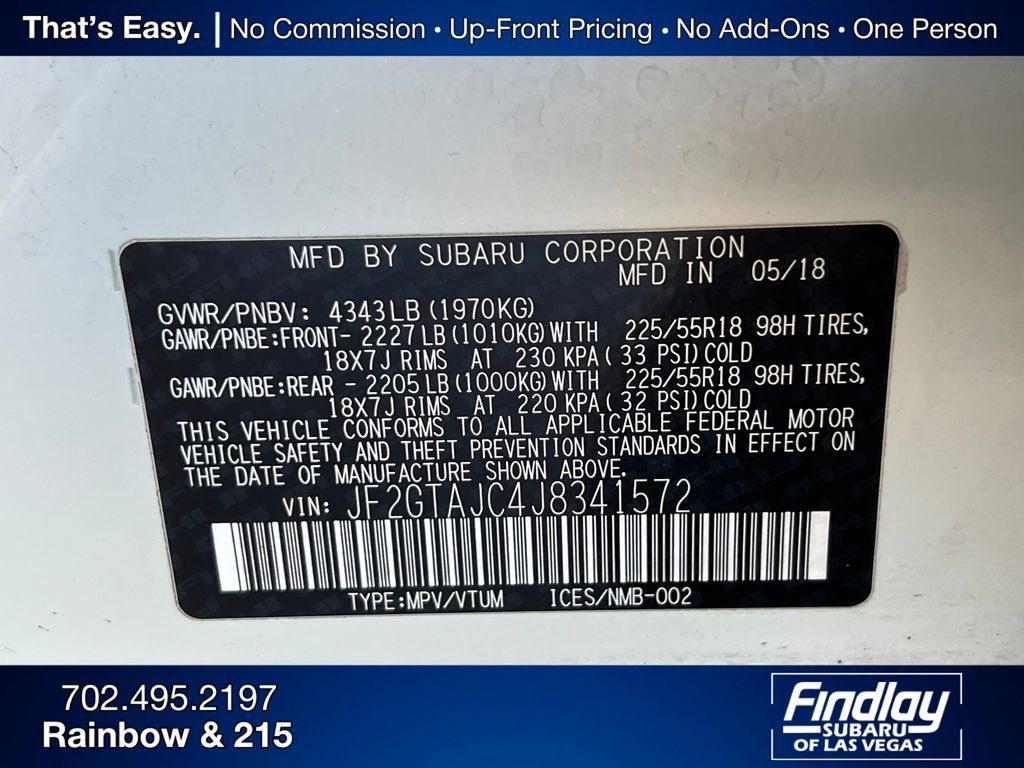 That's Easy. | No Commission • Up-Front Pricing • No Add-Ons • One Person
MFD BY SUBARU CORPORATION
MFD IN 05/18
GVWR/PNBV: 4343LB (1970KG)
GAWR/PNBE:FRONT- 2227LB (1010KG)WITH 225/55R18 98H TIRES,
18X7J RIMS AT 230 KPA( 33 PSI)COLD
GAWR/PNBE:REAR - 2205LB (1000KG)WITH 225/55R18 98H TIRES,
18X7J RIMS AT 220 KPA( 32 PSI)COLD
THIS VEHICLE CONFORMS TO ALL APPLICABLE FEDERAL MOTOR
VEHICLE SAFETY AND THEFT PREVENTION STANDARDS IN EFFECT ON
THE DATE OF MANUFACTURE SHOWN ABOVE.
VIN: JF2GTAJC4J8341572
TYPE:MPV/VTUM ICES/NMB-002
702.495.2197
Rainbow & 215
Findlay
SUBARU
OF LAS VEGAS